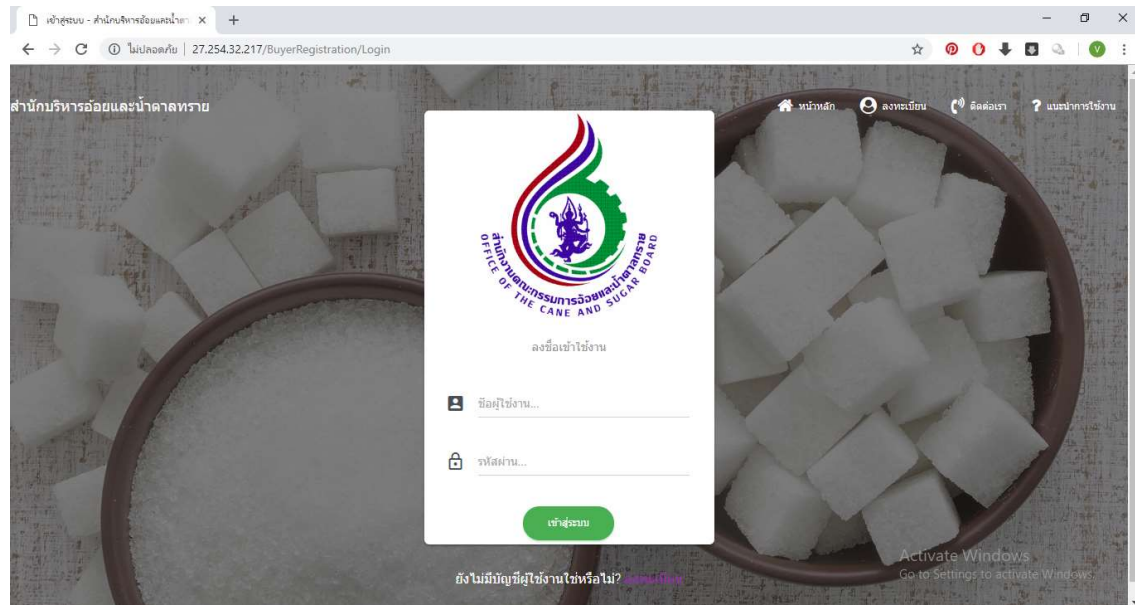 เข้าสู่ระบบ - สำนักบริหารอ้อยและน้ำตา
ไม่ปลอดภัย | 27.254.32.217/BuyerRegistration/Login
V
สำนักบริหารอ้อยและน้ำตาลทราย
หน้าหลัก ลงทะเบียน ติดต่อเรา ? แนะนำการใช้งาน
สำนักงานคณะกรรมการอ้อยและน้ำตาลทราย
OFFICE OF THE CANE AND SUGAR BOARD
ลงชื่อเข้าใช้งาน
ชื่อผู้ใช้งาน...
รหัสผ่าน...
เข้าสู่ระบบ
ยังไม่มีบัญชีผู้ใช้งานใช่หรือไม่? ลงทะเบียน
Activate Windows
Go to Settings to activate Windows.